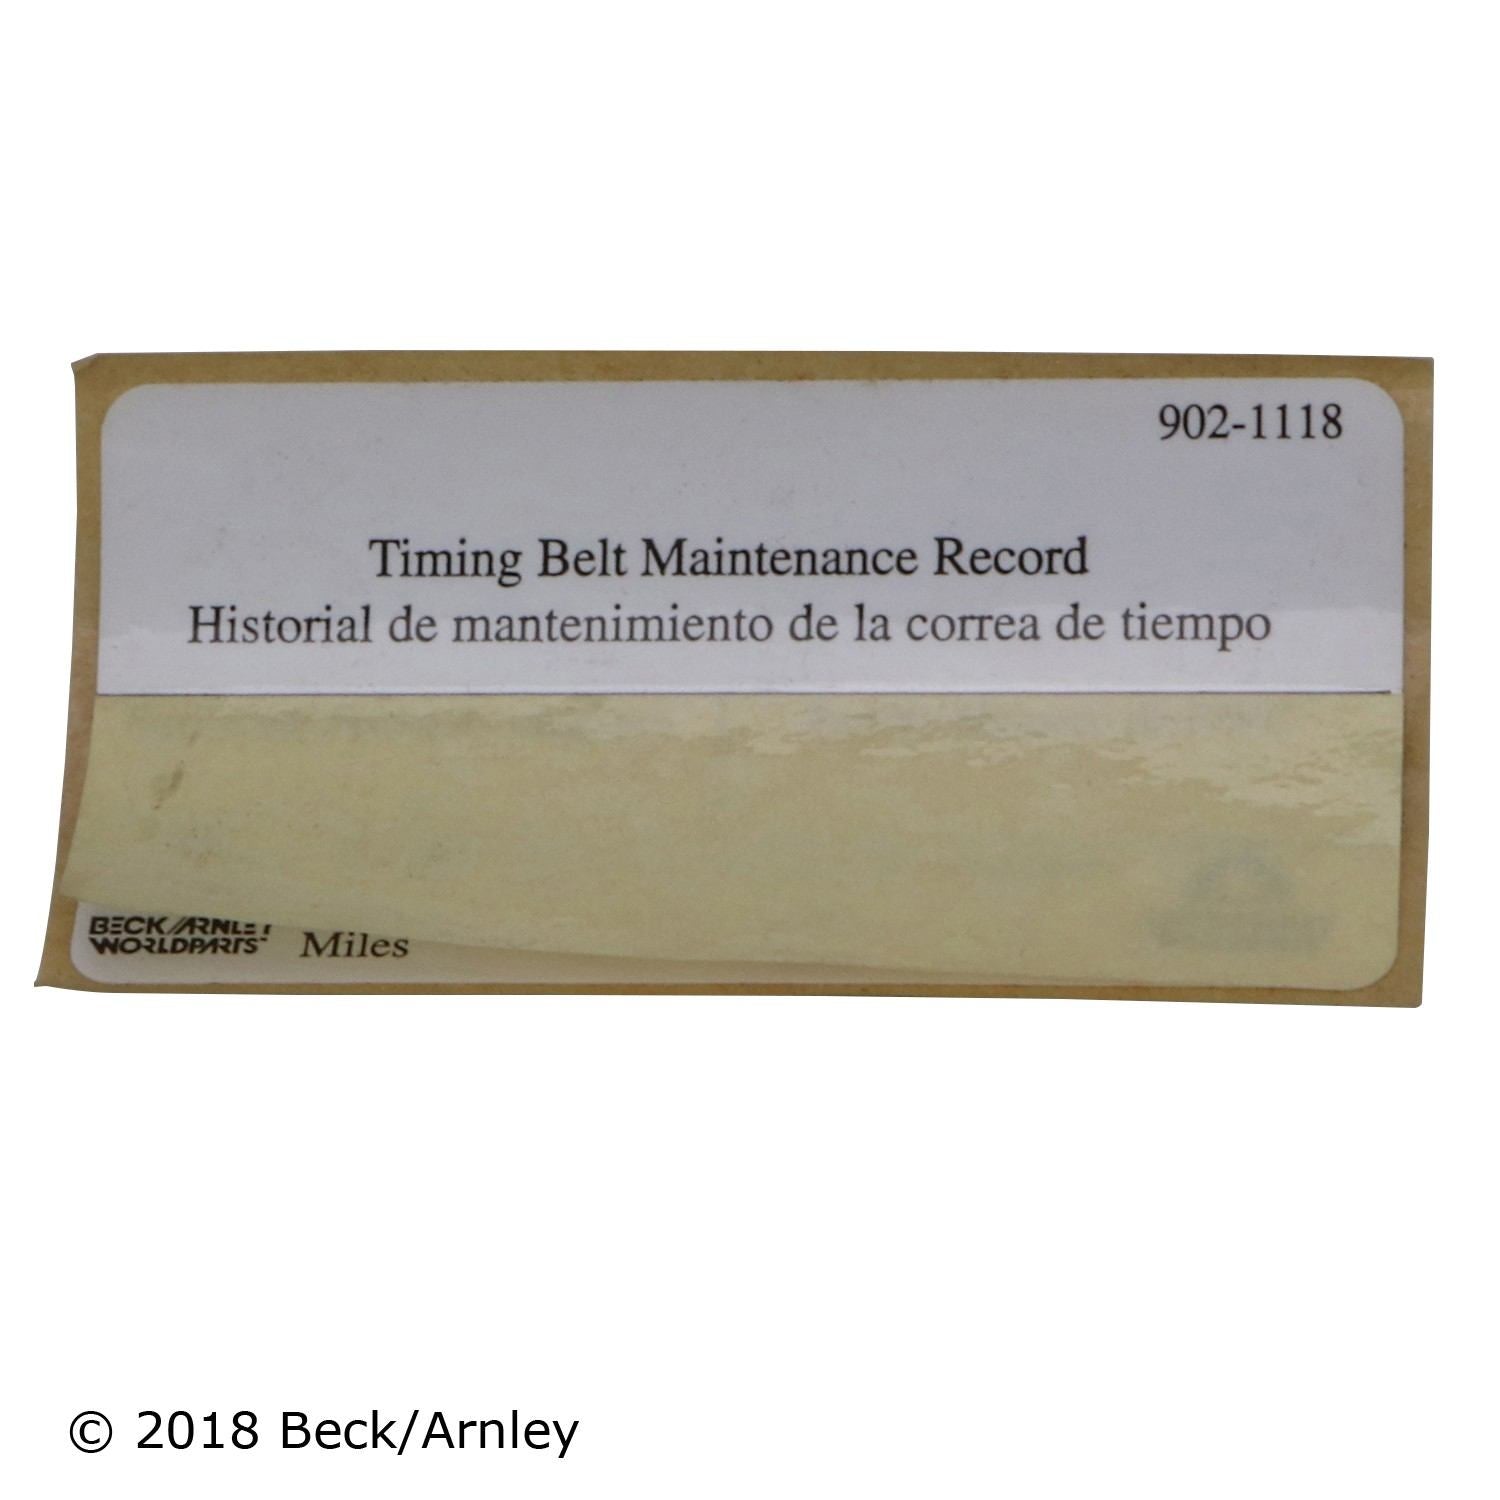 902-1118
Timing Belt Maintenance Record
Historial de mantenimiento de la correa de tiempo
BECK/ARNLEY
WORLDPARTS™ Miles
© 2018 Beck/Arnley